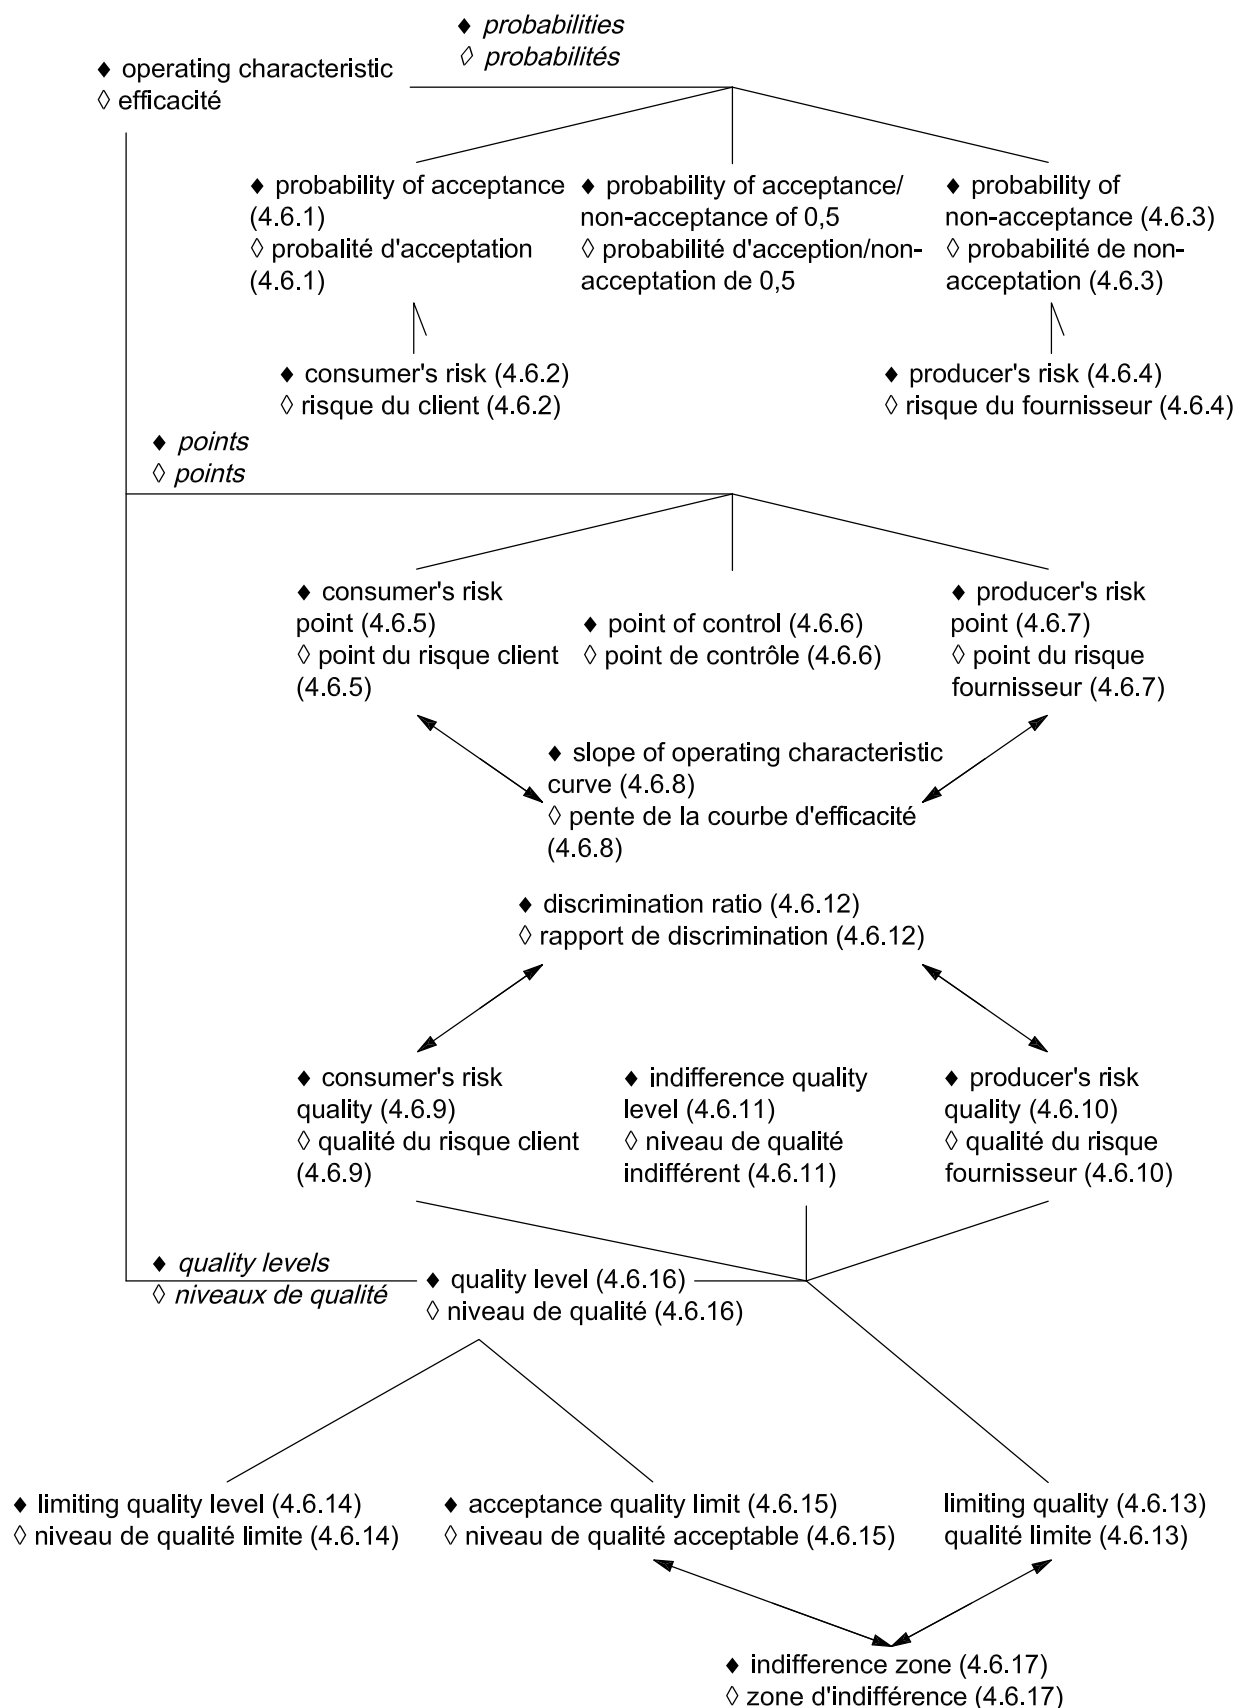 ♦ probabilities
◊ probabilités
♦ operating characteristic
◊ efficacité
♦ probability of acceptance
(4.6.1)
◊ probalité d'acceptation
(4.6.1)
♦ probability of acceptance/
non-acceptance of 0,5
◊ probabilité d'acception/non-
acceptation de 0,5
♦ probability of
non-acceptance (4.6.3)
◊ probabilité de non-
acceptation (4.6.3)
♦ consumer's risk (4.6.2)
◊ risque du client (4.6.2)
♦ producer's risk (4.6.4)
◊ risque du fournisseur (4.6.4)
♦ points
◊ points
♦ consumer's risk
point (4.6.5)
◊ point du risque client
(4.6.5)
♦ point of control (4.6.6)
◊ point de contrôle (4.6.6)
♦ producer's risk
point (4.6.7)
◊ point du risque
fournisseur (4.6.7)
♦ slope of operating characteristic
curve (4.6.8)
◊ pente de la courbe d'efficacité
(4.6.8)
♦ discrimination ratio (4.6.12)
◊ rapport de discrimination (4.6.12)
♦ consumer's risk
quality (4.6.9)
◊ qualité du risque client
(4.6.9)
♦ indifference quality
level (4.6.11)
◊ niveau de qualité
indifférent (4.6.11)
♦ producer's risk
quality (4.6.10)
◊ qualité du risque
fournisseur (4.6.10)
♦ quality levels
◊ niveaux de qualité
♦ quality level (4.6.16)
◊ niveau de qualité (4.6.16)
♦ limiting quality level (4.6.14)
◊ niveau de qualité limite (4.6.14)
♦ acceptance quality limit (4.6.15)
◊ niveau de qualité acceptable (4.6.15)
limiting quality (4.6.13)
qualité limite (4.6.13)
♦ indifference zone (4.6.17)
◊ zone d'indifférence (4.6.17)